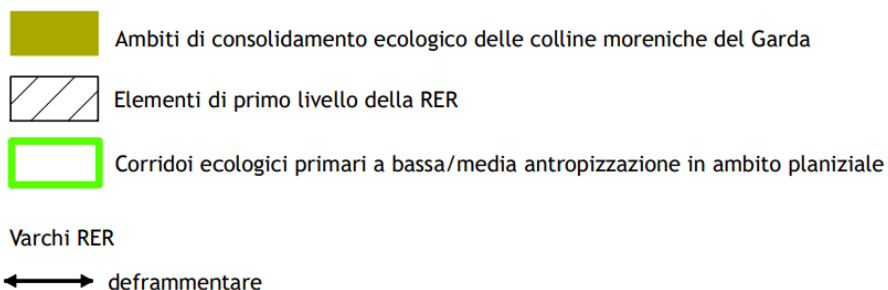 Ambiti di consolidamento ecologico delle colline moreniche del Garda
Elementi di primo livello della RER
Corridoi ecologici primari a bassa/media antropizzazione in ambito planiziale
Varchi RER
deframmentare